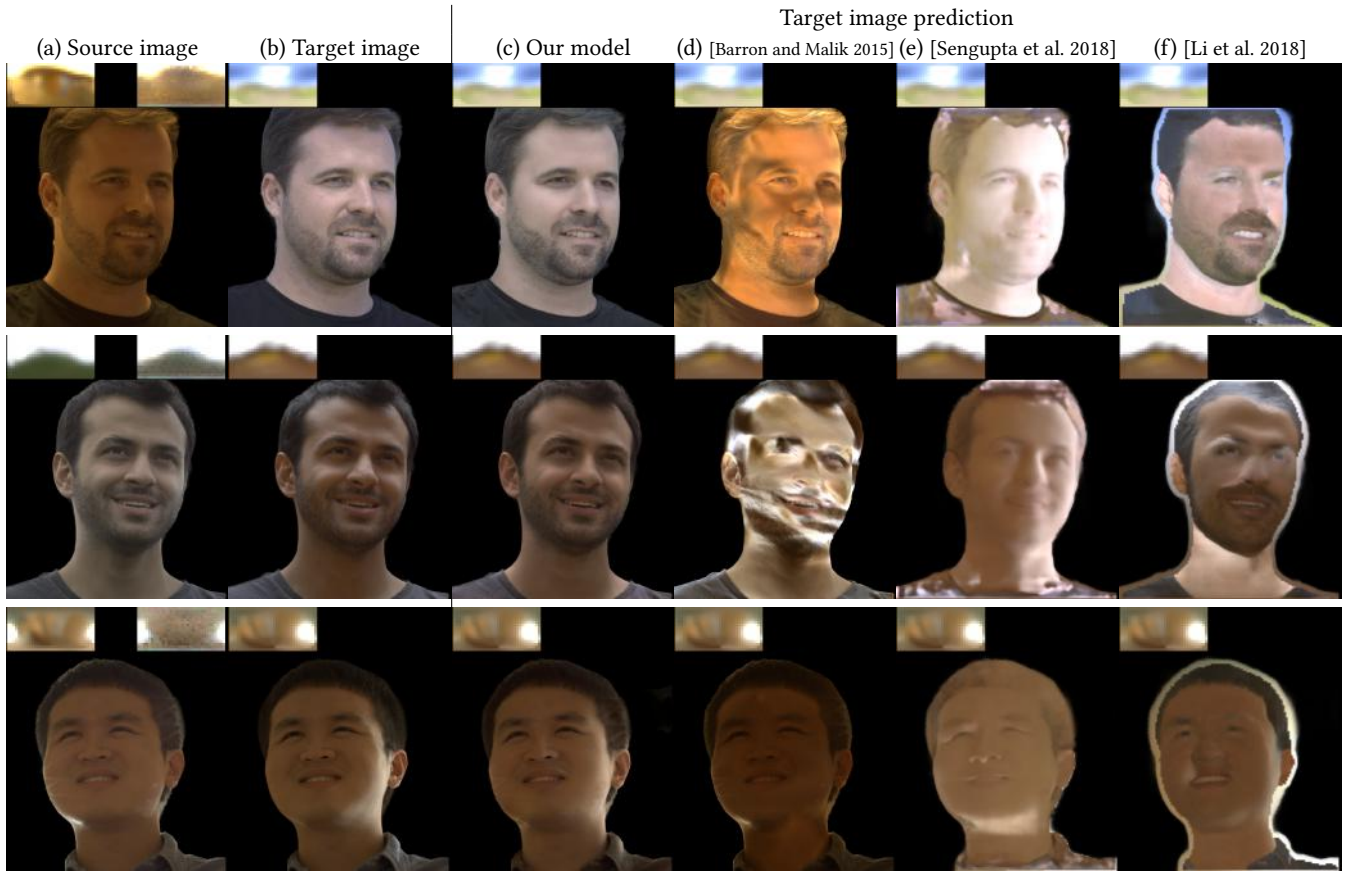 Target image prediction
(a) Source image (b) Target image (c) Our model (d) [Barron and Malik 2015] (e) [Sengupta et al. 2018] (f) [Li et al. 2018]